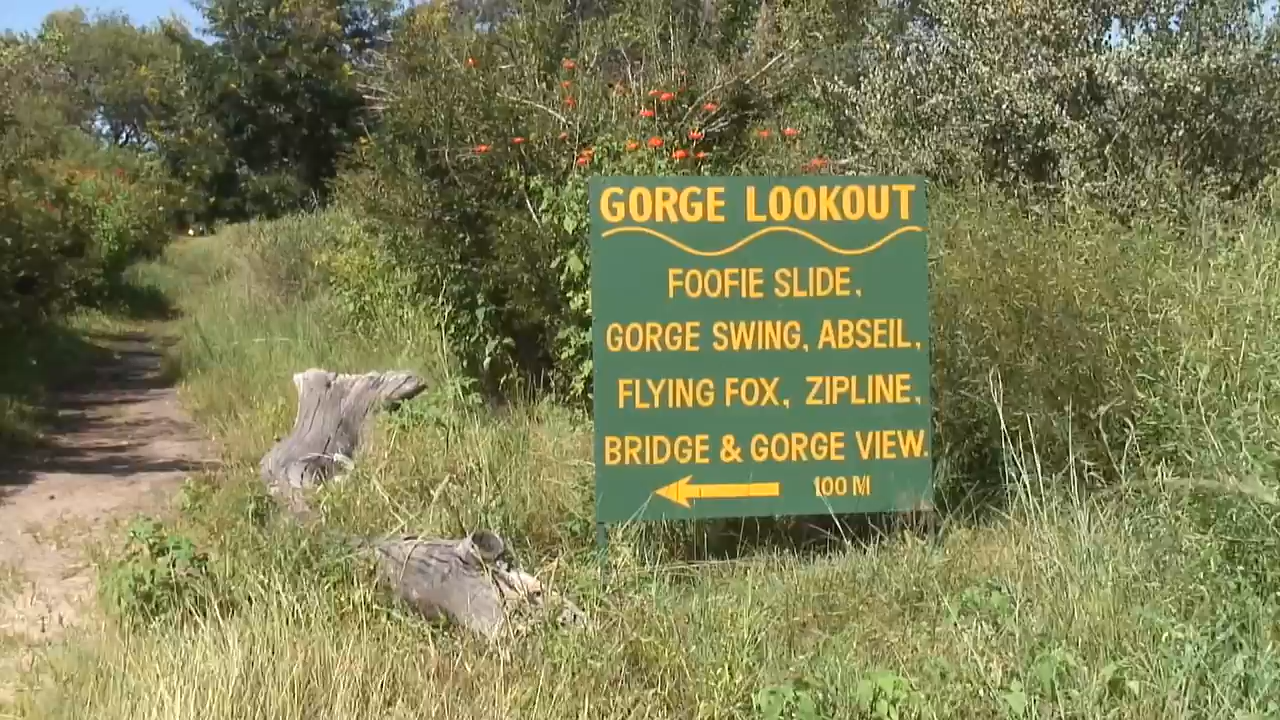 GORGE LOOKOUT
FOOFIE SLIDE,
GORGE SWING, ABSEIL,
FLYING FOX, ZIPLINE,
BRIDGE & GORGE VIEW.
100 M